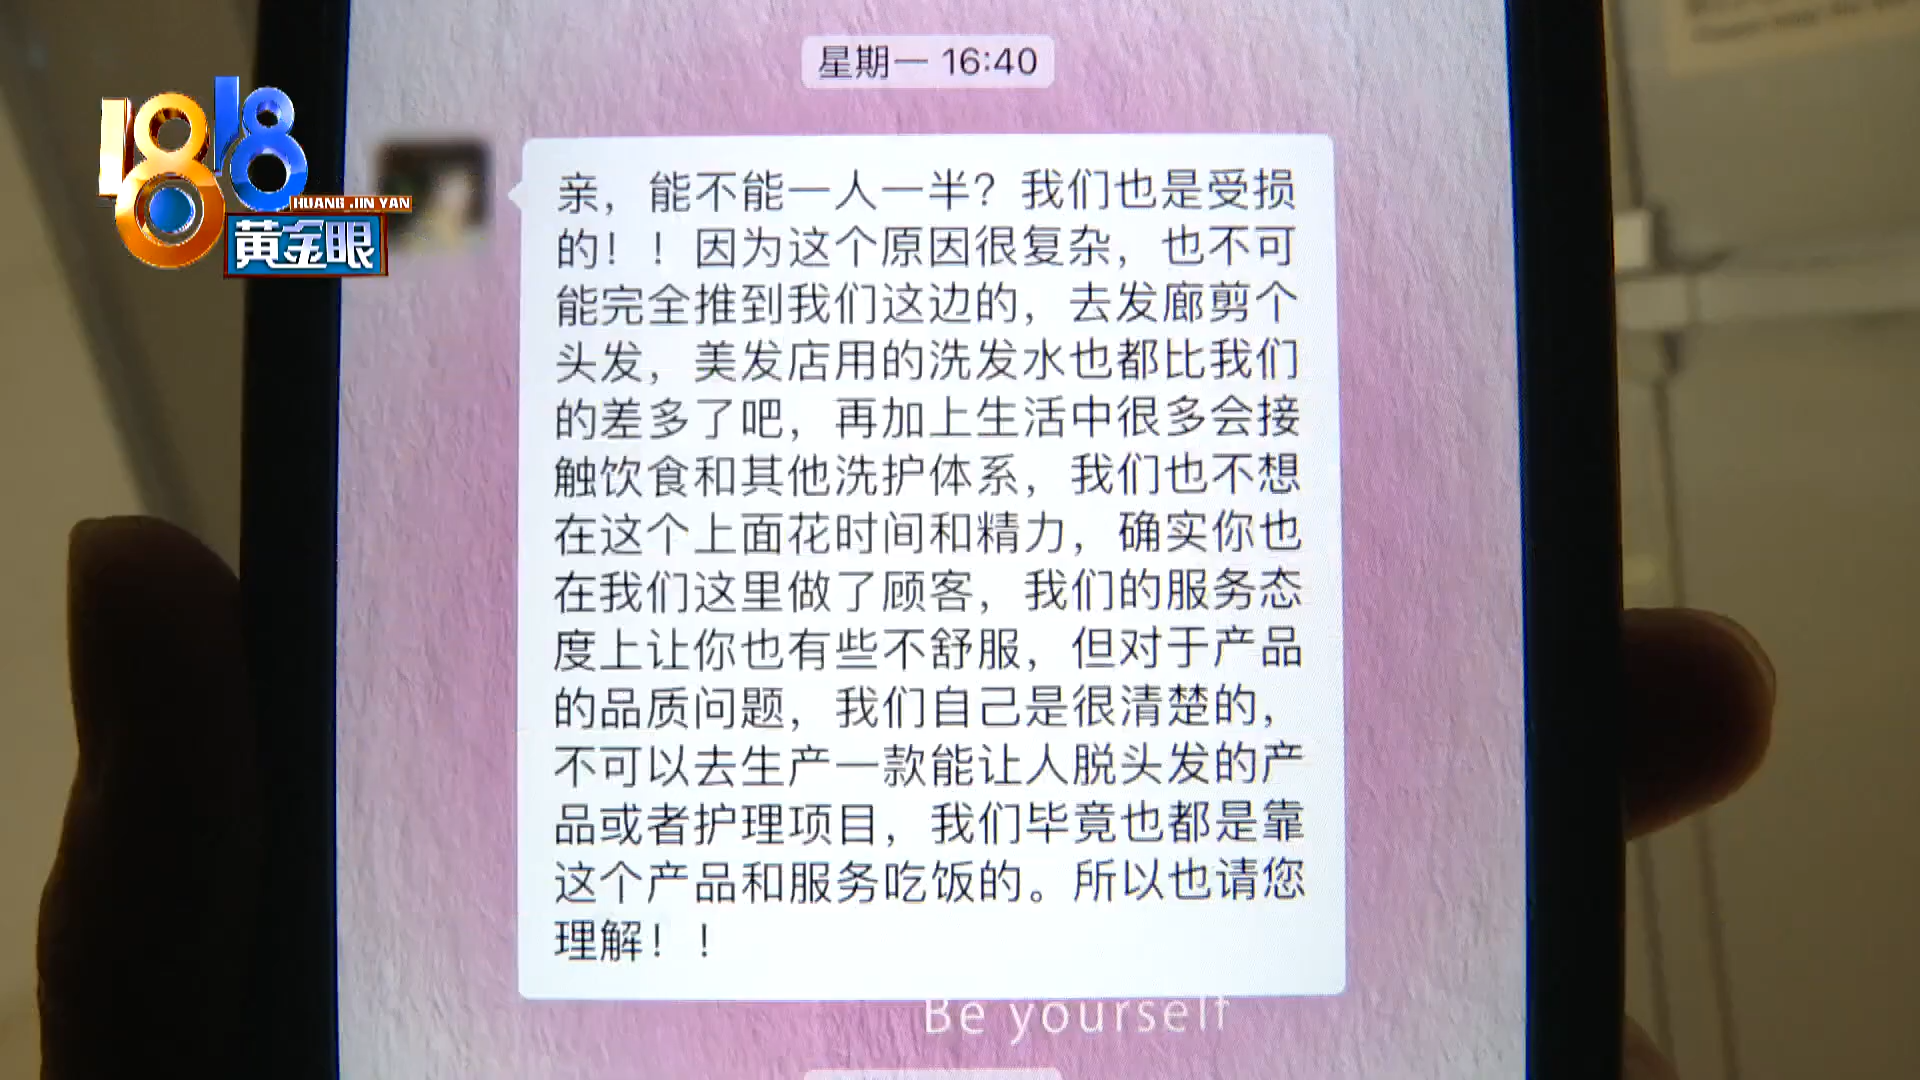 星期一 16:40
1818
HUANG JIN YAN
黄金眼
亲，能不能一人一半？我们也是受损
的！！因为这个原因很复杂，也不可
能完全推到我们这边的，去发廊剪个
头发，美发店用的洗发水也都比我们
的差多了吧，再加上生活中很多会接
触饮食和其他洗护体系，我们也不想
在这个上面花时间和精力，确实你也
在我们这里做了顾客，我们的服务态
度上让你也有些不舒服，但对于产品
的品质问题，我们自己是很清楚的，
不可以去生产一款能让人脱头发的产
品或者护理项目，我们毕竟也都是靠
这个产品和服务吃饭的。所以也请您
理解！！
Be yourself